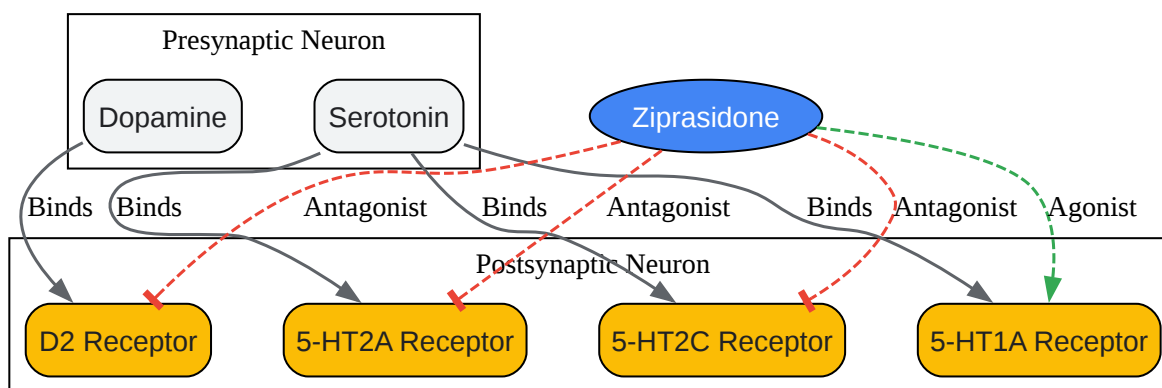 Presynaptic Neuron
Dopamine
Serotonin
Ziprasidone
Binds
Binds
Antagonist
Binds
Antagonist
Binds
Antagonist
Agonist
Postsynaptic Neuron
D2 Receptor
5-HT2A Receptor
5-HT2C Receptor
5-HT1A Receptor